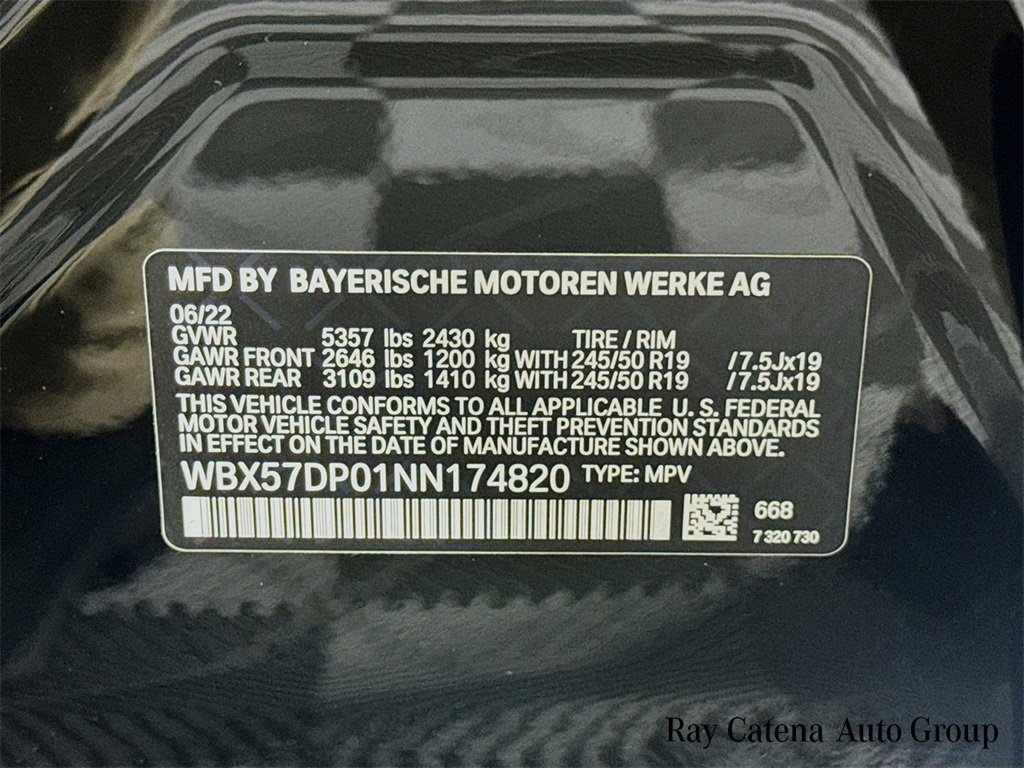 MFD BY BAYERISCHE MOTOREN WERKE AG
06/22
GVWR 5357 lbs 2430 kg TIRE / RIM
GAWR FRONT 2646 lbs 1200 kg WITH 245/50 R19 /7.5Jx19
GAWR REAR 3109 lbs 1410 kg WITH 245/50 R19 /7.5Jx19
THIS VEHICLE CONFORMS TO ALL APPLICABLE U. S. FEDERAL
MOTOR VEHICLE SAFETY AND THEFT PREVENTION STANDARDS
IN EFFECT ON THE DATE OF MANUFACTURE SHOWN ABOVE.
WBX57DP01NN174820 TYPE: MPV
668
7 320 730
Ray Catena Auto Group